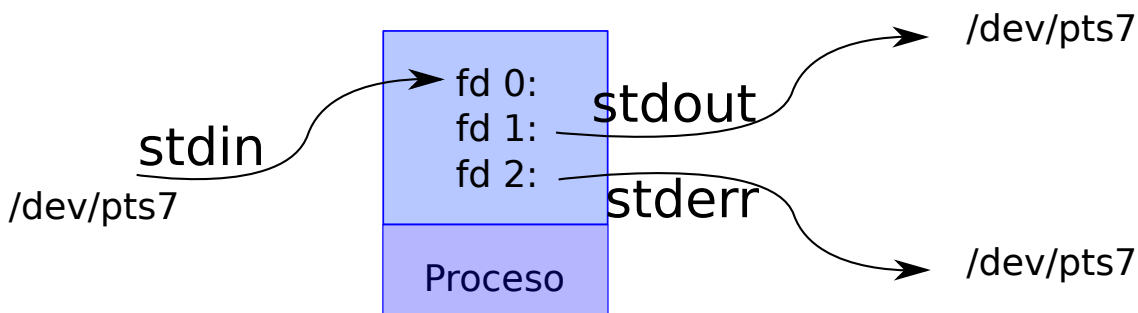 /dev/pts7
fd 0:
stdout
fd 1:
stdin
fd 2:
stderr
/dev/pts7
/dev/pts7
Proceso